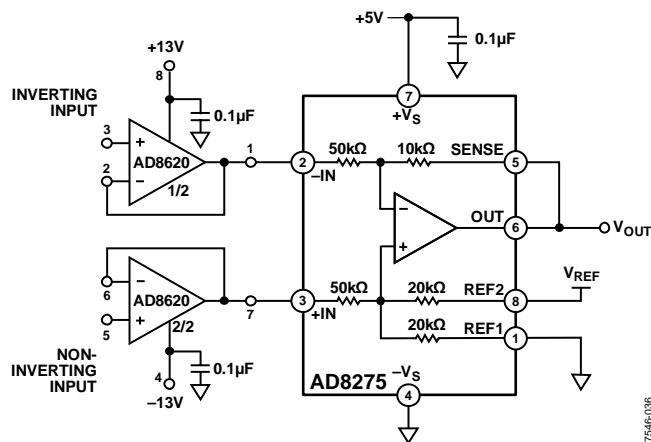 +5V
0.1µF
+13V
8
INVERTING
INPUT
0.1µF
7
+VS
3
+
AD8620
2
–
1/2
1
2
–IN
50kΩ
10kΩ
SENSE
5
–
+
OUT
6
VOUT
6
–
AD8620
5
+
2/2
7
3
+IN
50kΩ
20kΩ
REF2
8
VREF
20kΩ
REF1
1
NON-
INVERTING
INPUT
4
–13V
0.1µF
AD8275
–VS
4
7546-036